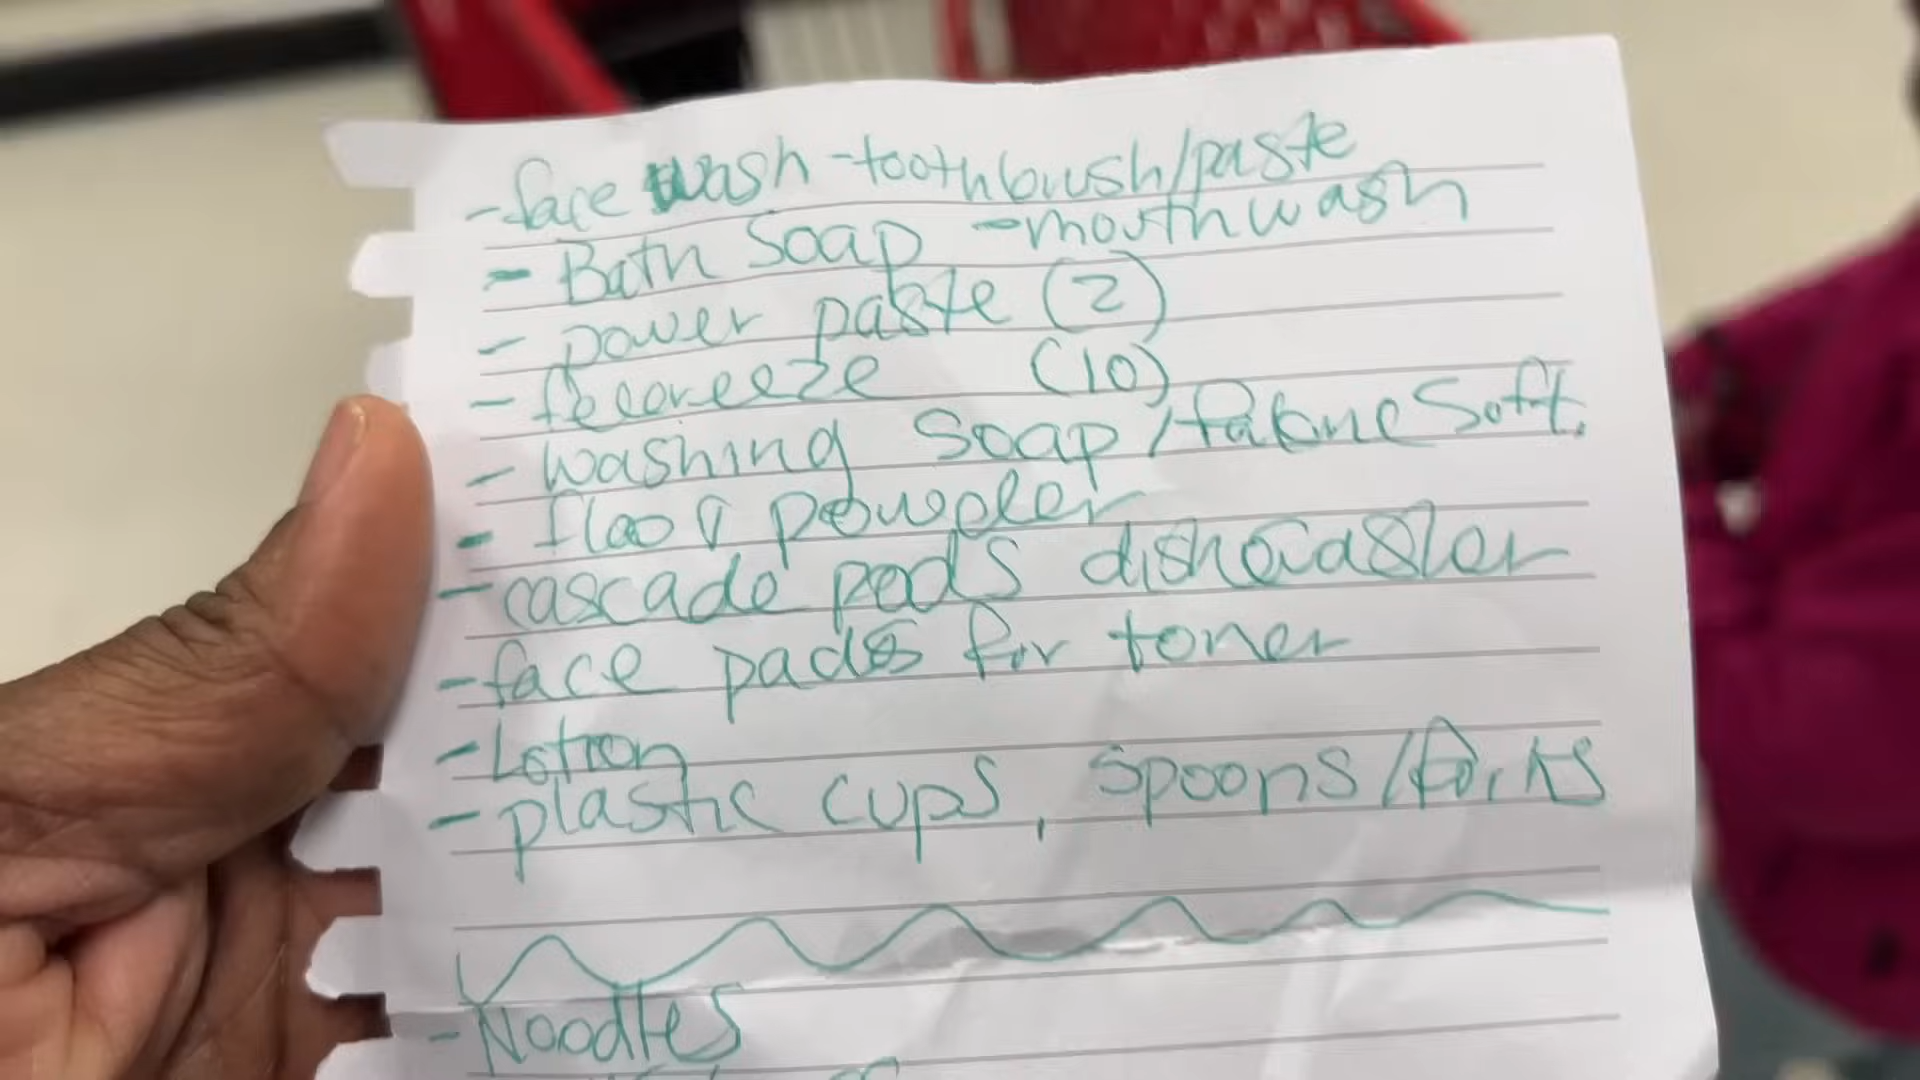 -face wash -toothbrush/paste
- Bath Soap -mouthwash
- power paste (2)
- febreeze (10)
- washing Soap / Soft.
- floor powder
- cascade pods dishwasher
- face pads for toner
- Lotion
- plastic cups, spoons/forks
- Noodles